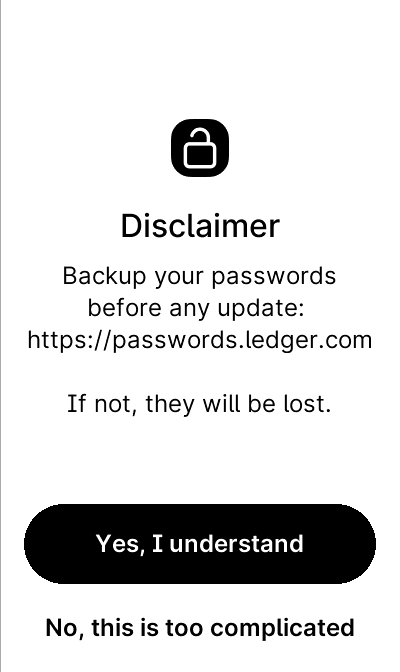 Disclaimer
Backup your passwords
before any update:
https://passwords.ledger.com
If not, they will be lost.
Yes, I understand
No, this is too complicated